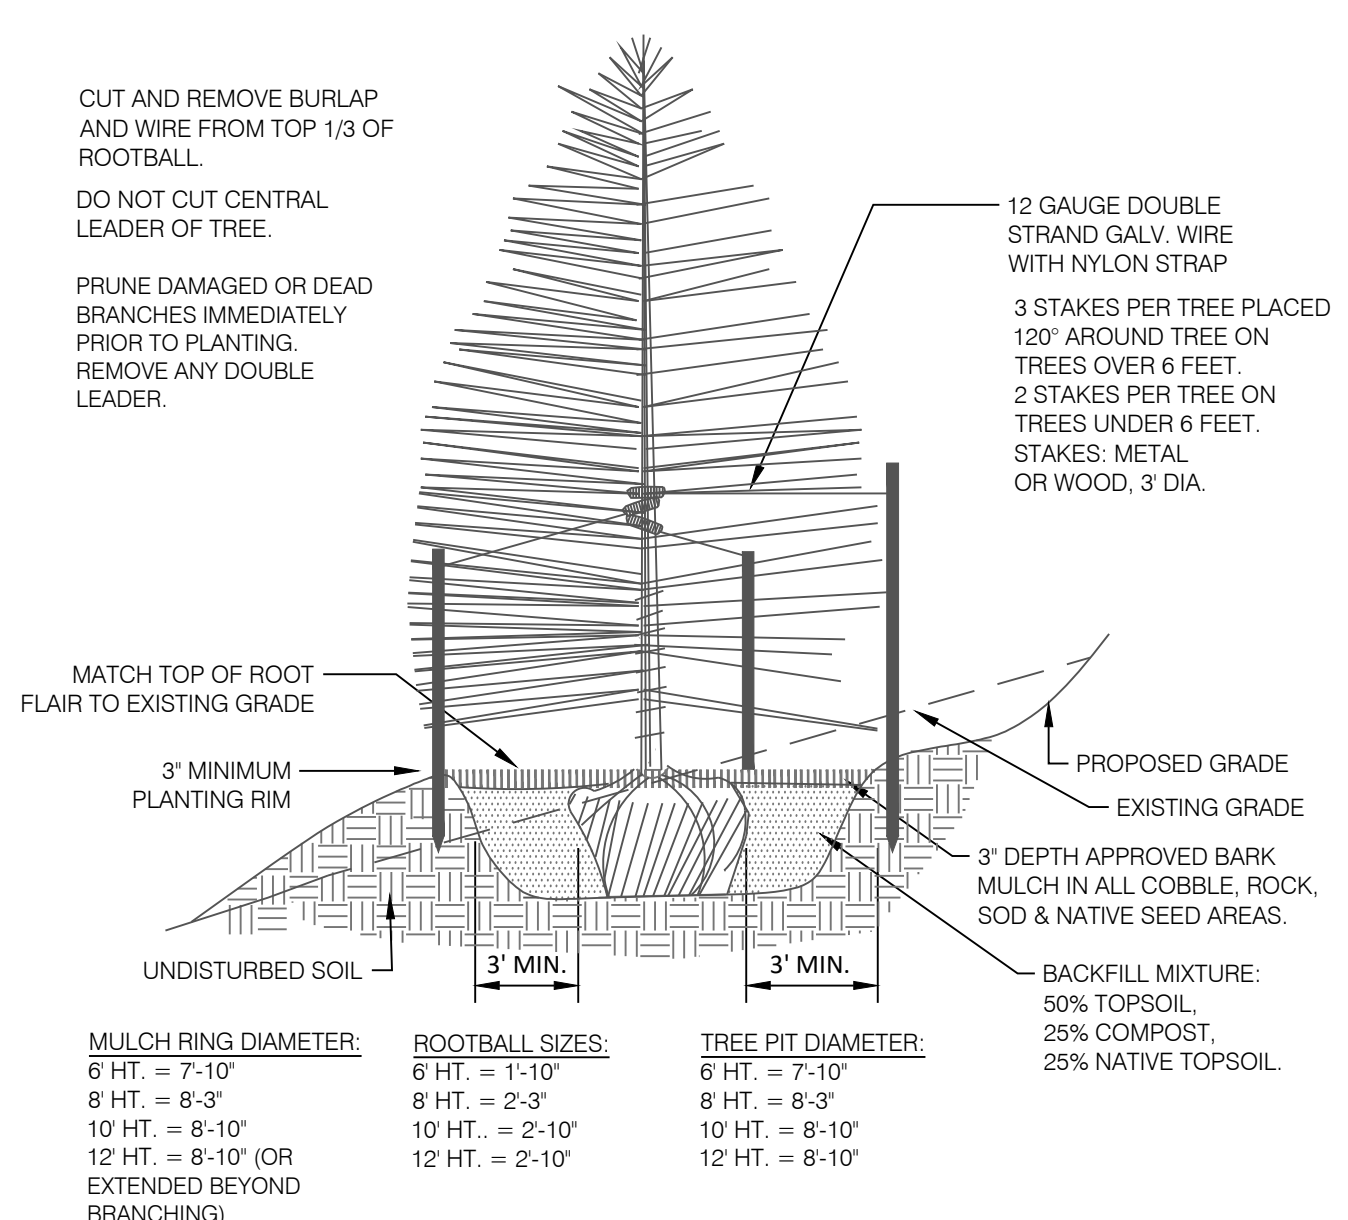 CUT AND REMOVE BURLAP
AND WIRE FROM TOP 1/3 OF
ROOTBALL.
DO NOT CUT CENTRAL
LEADER OF TREE.
PRUNE DAMAGED OR DEAD
BRANCHES IMMEDIATELY
PRIOR TO PLANTING.
REMOVE ANY DOUBLE
LEADER.
12 GAUGE DOUBLE
STRAND GALV. WIRE
WITH NYLON STRAP
3 STAKES PER TREE PLACED
120° AROUND TREE ON
TREES OVER 6 FEET.
2 STAKES PER TREE ON
TREES UNDER 6 FEET.
STAKES: METAL
OR WOOD, 3' DIA.
MATCH TOP OF ROOT
FLAIR TO EXISTING GRADE
3" MINIMUM
PLANTING RIM
PROPOSED GRADE
EXISTING GRADE
3" DEPTH APPROVED BARK
MULCH IN ALL COBBLE, ROCK,
SOD & NATIVE SEED AREAS.
UNDISTURBED SOIL
3' MIN.
3' MIN.
BACKFILL MIXTURE:
50% TOPSOIL,
25% COMPOST,
25% NATIVE TOPSOIL.
MULCH RING DIAMETER:
6' HT. = 7'-10"
8' HT. = 8'-3"
10' HT. = 8'-10"
12' HT. = 8'-10" (OR
EXTENDED BEYOND
BRANCHING)
ROOTBALL SIZES:
6' HT. = 1'-10"
8' HT. = 2'-3"
10' HT.. = 2'-10"
12' HT. = 2'-10"
TREE PIT DIAMETER:
6' HT. = 7'-10"
8' HT. = 8'-3"
10' HT. = 8'-10"
12' HT. = 8'-10"